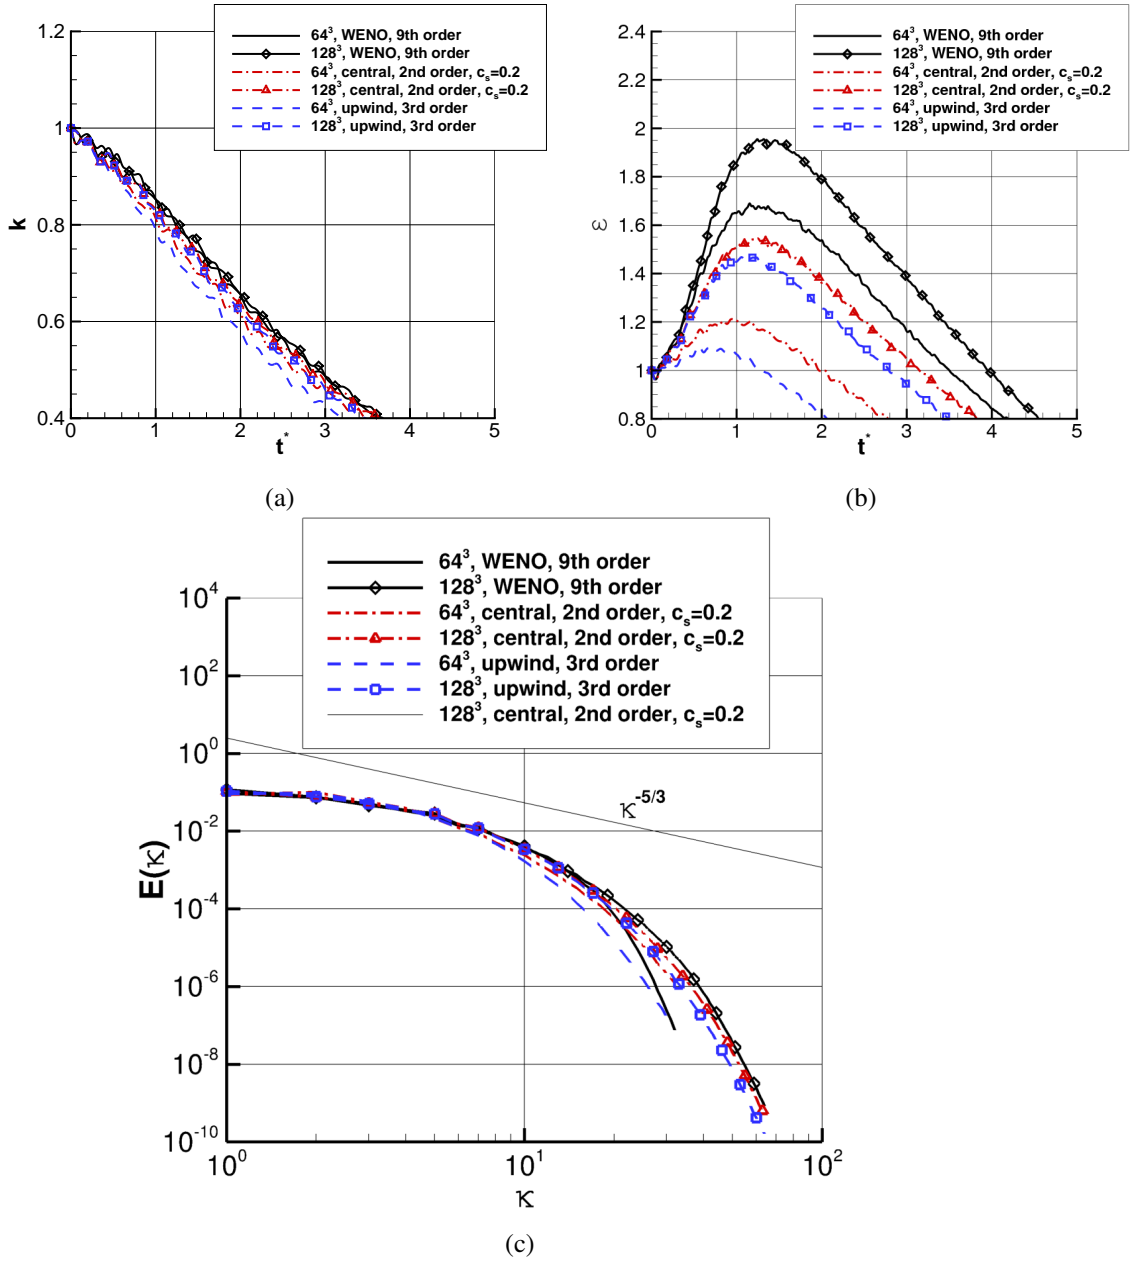 64³, WENO, 9th order
128³, WENO, 9th order
64³, central, 2nd order, cₛ=0.2
128³, central, 2nd order, cₛ=0.2
64³, upwind, 3rd order
128³, upwind, 3rd order
1.2
1
0.8
0.6
0.4
k
0 1 2 3 4 5
t*
(a)
64³, WENO, 9th order
128³, WENO, 9th order
64³, central, 2nd order, cₛ=0.2
128³, central, 2nd order, cₛ=0.2
64³, upwind, 3rd order
128³, upwind, 3rd order
2.4
2.2
2
1.8
1.6
1.4
1.2
1
0.8
ε
0 1 2 3 4 5
t*
(b)
64³, WENO, 9th order
128³, WENO, 9th order
64³, central, 2nd order, cₛ=0.2
128³, central, 2nd order, cₛ=0.2
64³, upwind, 3rd order
128³, upwind, 3rd order
128³, central, 2nd order, cₛ=0.2
10⁴
10²
10⁰
10⁻²
10⁻⁴
10⁻⁶
10⁻⁸
10⁻¹⁰
E(κ)
κ⁻⁵/³
10⁰ 10¹ 10²
κ
(c)